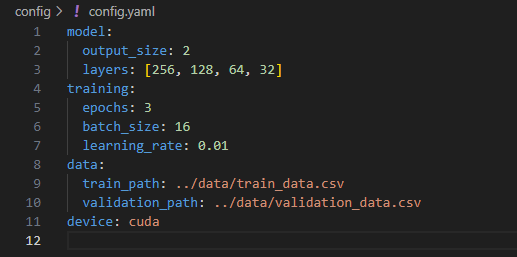 config > ! config.yaml
1 model:
2   output_size: 2
3   layers: [256, 128, 64, 32]
4 training:
5   epochs: 3
6   batch_size: 16
7   learning_rate: 0.01
8 data:
9   train_path: ../data/train_data.csv
10   validation_path: ../data/validation_data.csv
11 device: cuda
12